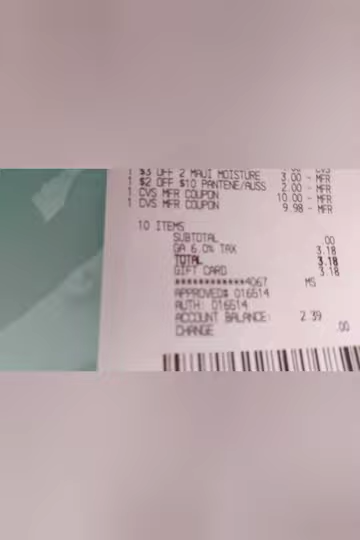 1 $3 OFF 2 MAUI MOISTURE 3.00 - MFR
1 $2 OFF $10 PANTENE/AUSS 2.00 - MFR
1 CVS MFR COUPON 10.00 - MFR
1 CVS MFR COUPON 9.98 - MFR
10 ITEMS
SUBTOTAL .00
GA 6.0% TAX 3.18
TOTAL 3.18
GIFT CARD 3.18
************4067 MS
APPROVED# 016514
AUTH: 016514
ACCOUNT BALANCE: 2.39
CHANGE .00